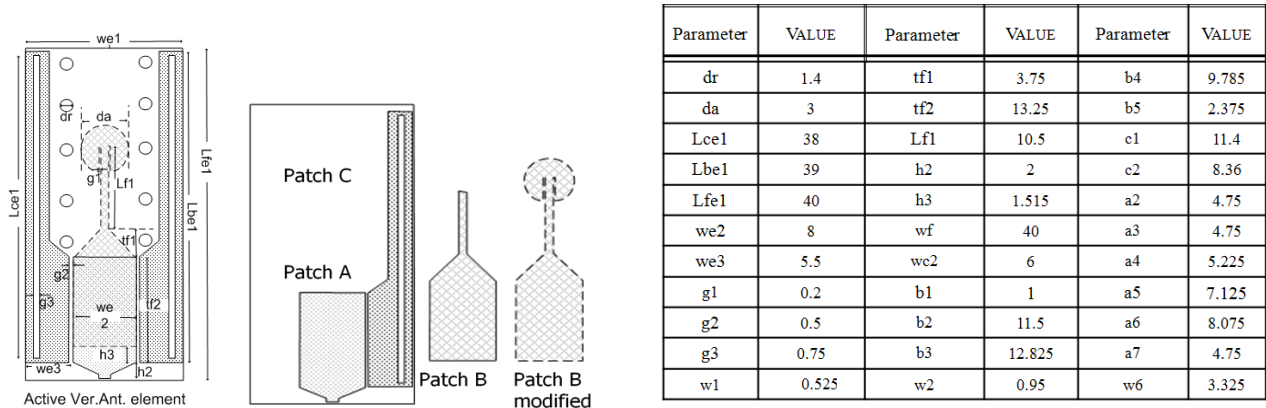 we1
dr
da
g1
Lf1
Lce1
Lfe1
Lbe1
tf1
g2
g3
we
2
tf2
h3
we3
h2
Active Ver.Ant. element
Patch C
Patch A
Patch B
Patch B
modified
Parameter VALUE Parameter VALUE Parameter VALUE
dr 1.4 tf1 3.75 b4 9.785
da 3 tf2 13.25 b5 2.375
Lce1 38 Lf1 10.5 c1 11.4
Lbe1 39 h2 2 c2 8.36
Lfe1 40 h3 1.515 a2 4.75
we2 8 wf 40 a3 4.75
we3 5.5 wc2 6 a4 5.225
g1 0.2 b1 1 a5 7.125
g2 0.5 b2 11.5 a6 8.075
g3 0.75 b3 12.825 a7 4.75
w1 0.525 w2 0.95 w6 3.325